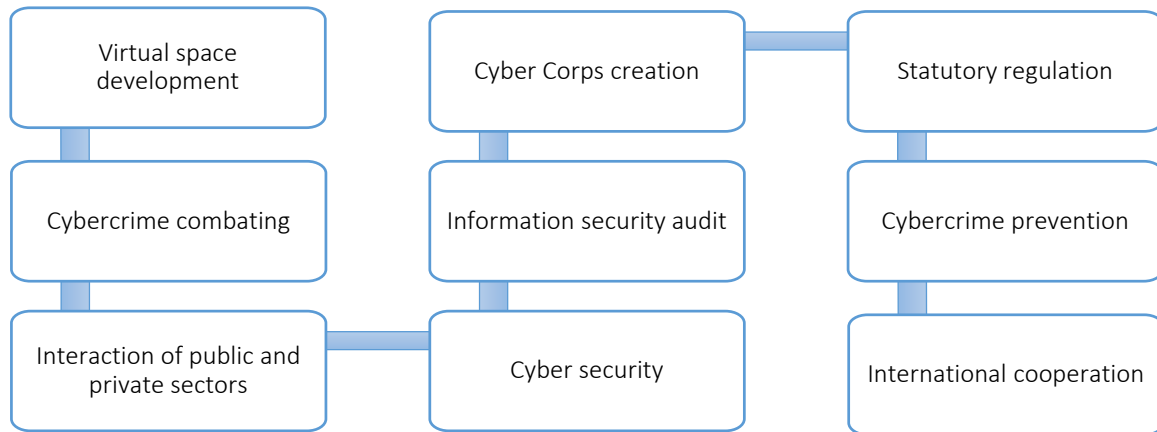 Virtual space
development
Cybercrime combating
Interaction of public and
private sectors
Cyber security
Information security audit
Cyber Corps creation
Statutory regulation
Cybercrime prevention
International cooperation